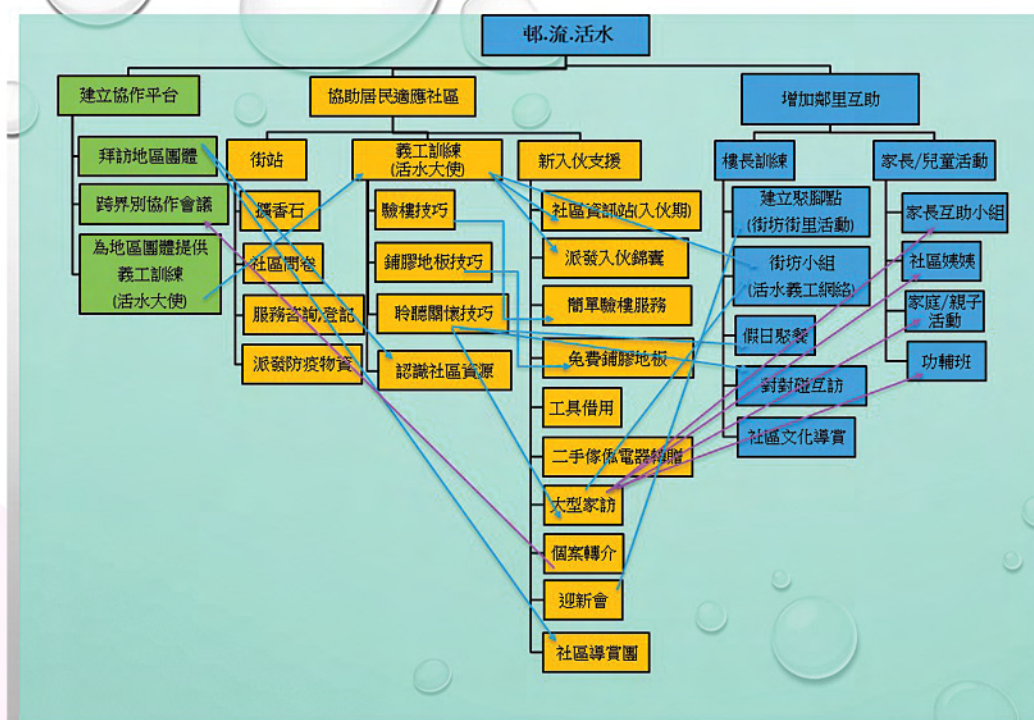 邨.流.活水
建立協作平台
拜訪地區團體
跨界別協作會議
為地區團體提供
義工訓練
(活水大使)
協助居民適應社區
街站
擴香石
社區問卷
服務咨詢,登記
派發防疫物資
義工訓練
(活水大使)
驗樓技巧
鋪膠地板技巧
聆聽關懷技巧
認識社區資源
新入伙支援
社區資訊站(入伙期)
派發入伙錦囊
簡單驗樓服務
免費鋪膠地板
工具借用
二手傢俬電器轉贈
大型家訪
個案轉介
迎新會
社區導賞團
增加鄰里互助
樓長訓練
建立聚腳點
(街坊街里活動)
街坊小組
(活水義工網絡)
假日聚餐
對對碰互訪
社區文化導賞
家長/兒童活動
家長互助小組
社區姨姨
家庭/親子
活動
功輔班